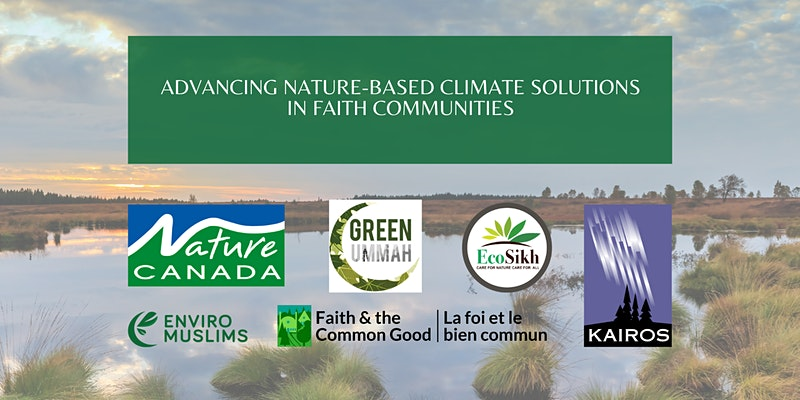 ADVANCING NATURE-BASED CLIMATE SOLUTIONS
IN FAITH COMMUNITIES
Nature
CANADA
GREEN
UMMAH
EcoSikh
CARE FOR NATURE CARE FOR ALL
KAIROS
ENVIRO
MUSLIMS
Faith & the
Common Good
La foi et le
bien commun